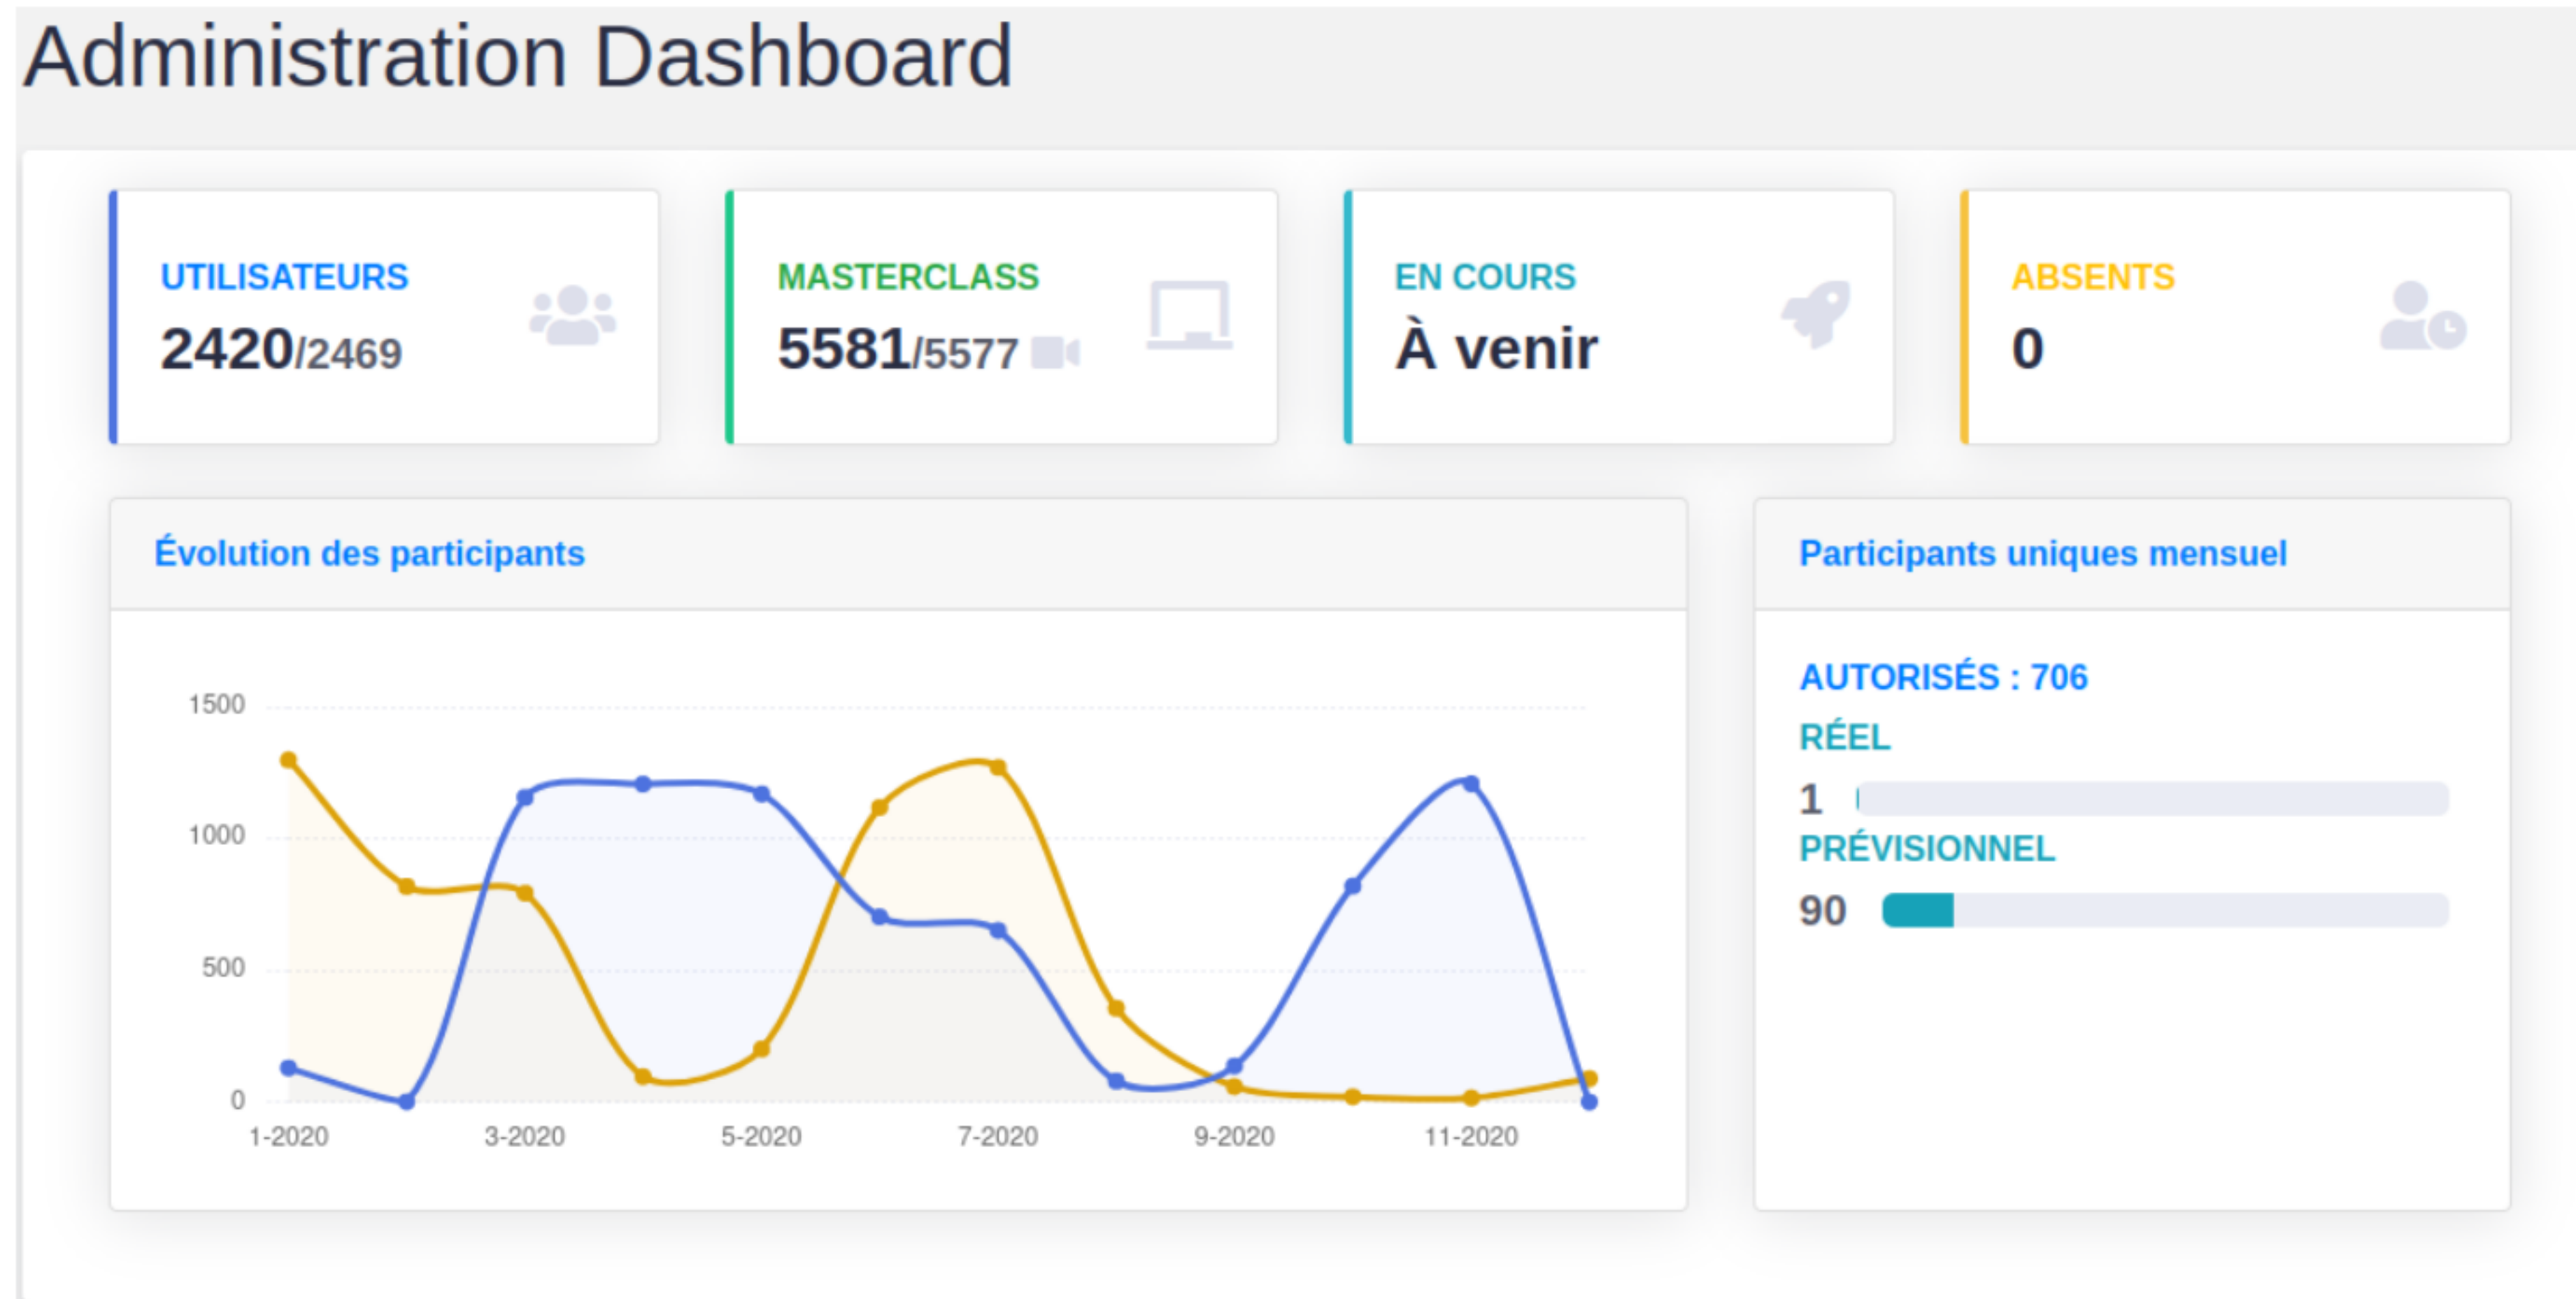 Administration Dashboard
UTILISATEURS
2420/2469
MASTERCLASS
5581/5577
EN COURS
À venir
ABSENTS
0
Évolution des participants
1500
1000
500
0
1-2020 3-2020 5-2020 7-2020 9-2020 11-2020
Participants uniques mensuel
AUTORISÉS : 706
RÉEL
1
PRÉVISIONNEL
90